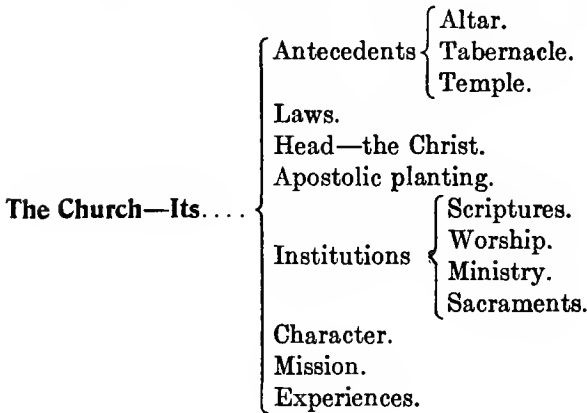 Altar.
Antecedents Tabernacle.
Temple.
Laws.
Head—the Christ.
Apostolic planting.
The Church—Its....
Scriptures.
Worship.
Institutions
Ministry.
Sacraments.
Character.
Mission.
Experiences.